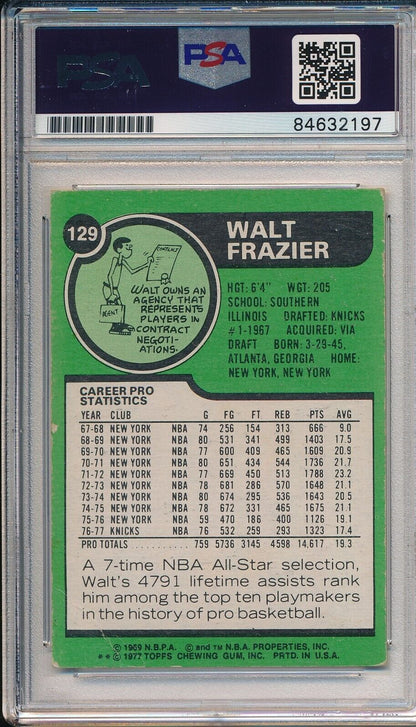 PSA
PSA
84632197
129
WALT
FRAZIER
CONTRACT
AGENT
WALT OWNS AN
AGENCY THAT
REPRESENTS
PLAYERS IN
CONTRACT
NEGOTI-
ATIONS.
HGT: 6'4" WGT: 205
SCHOOL: SOUTHERN
ILLINOIS DRAFTED: KNICKS
#1-1967 ACQUIRED: VIA
DRAFT BORN: 3-29-45,
ATLANTA, GEORGIA HOME:
NEW YORK, NEW YORK
CAREER PRO
STATISTICS
YEAR CLUB G FG FT REB PTS AVG
67-68 NEW YORK NBA 74 256 154 313 666 9.0
68-69 NEW YORK NBA 80 531 341 499 1403 17.5
69-70 NEW YORK NBA 77 600 409 465 1609 20.9
70-71 NEW YORK NBA 80 651 434 544 1736 21.7
71-72 NEW YORK NBA 77 669 450 513 1788 23.2
72-73 NEW YORK NBA 78 681 286 570 1648 21.1
73-74 NEW YORK NBA 80 674 295 536 1643 20.5
74-75 NEW YORK NBA 78 672 331 465 1675 21.5
75-76 NEW YORK NBA 59 470 186 400 1126 19.1
76-77 KNICKS NBA 76 532 259 293 1323 17.4
PRO TOTALS 759 5736 3145 4598 14,617 19.3
A 7-time NBA All-Star selection,
Walt's 4791 lifetime assists rank
him among the top ten playmakers
in the history of pro basketball.
© 1969 N.B.P.A. © and ™ N.B.A. PROPERTIES, INC.
** © 1977 TOPPS CHEWING GUM, INC. PRTD. IN U.S.A.